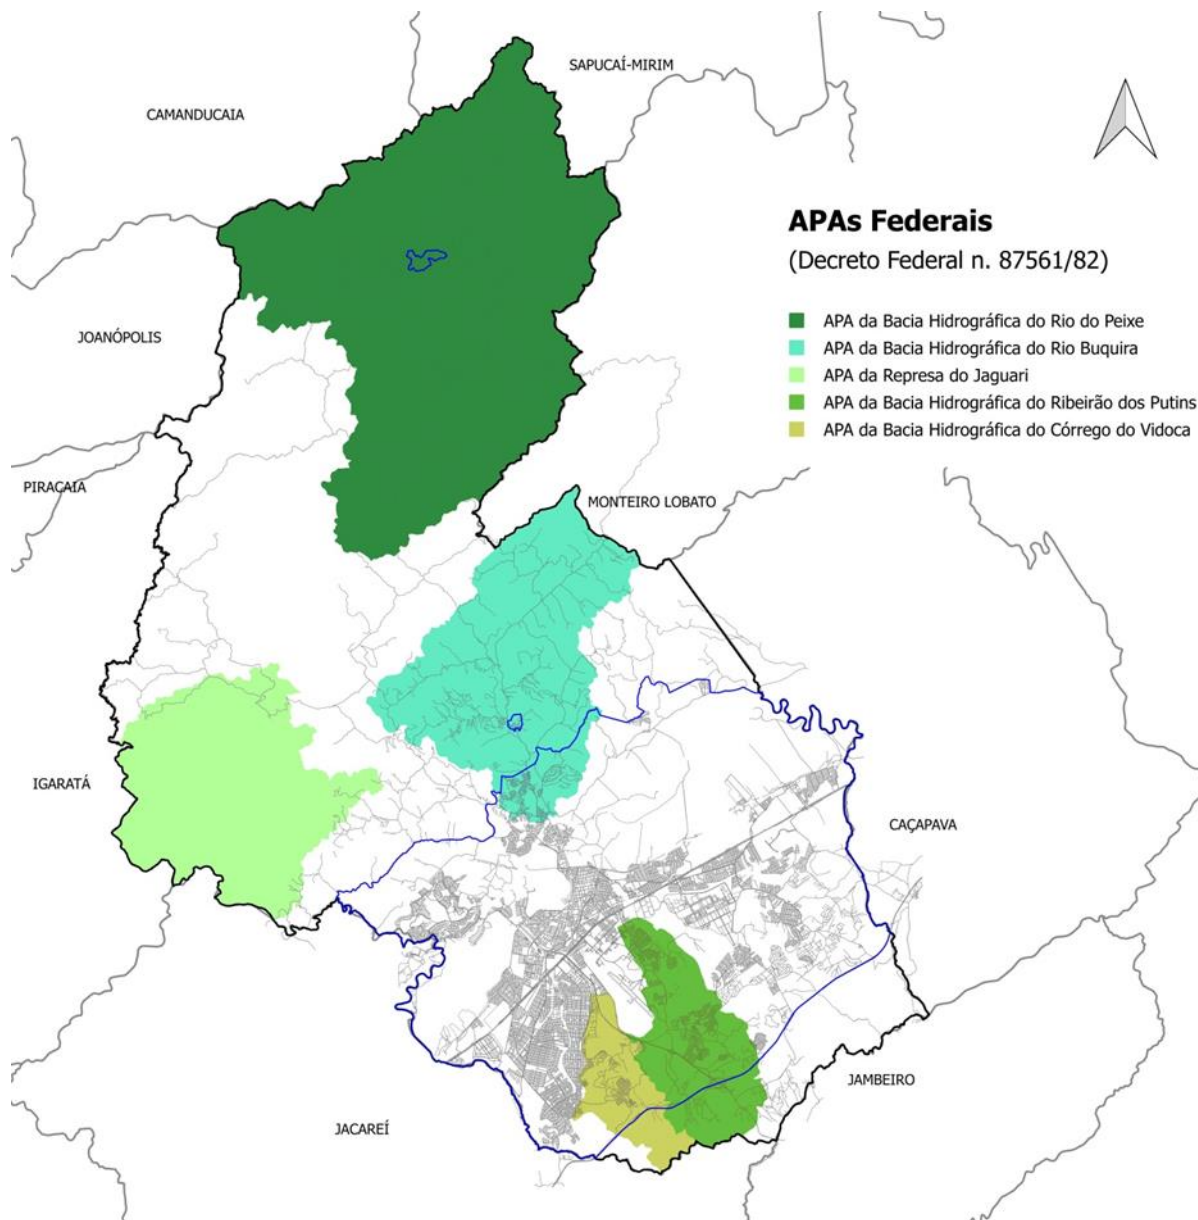 SAPUCAÍ-MIRIM
CAMANDUCAIA
APAs Federais
(Decreto Federal n. 87561/82)
APA da Bacia Hidrográfica do Rio do Peixe
APA da Bacia Hidrográfica do Rio Buquira
APA da Represa do Jaguari
APA da Bacia Hidrográfica do Ribeirão dos Putins
APA da Bacia Hidrográfica do Córrego do Vidoca
JOANÓPOLIS
PIRACAIA
MONTEIRO LOBATO
IGARATÁ
CAÇAPAVA
JAMBEIRO
JACAREÍ